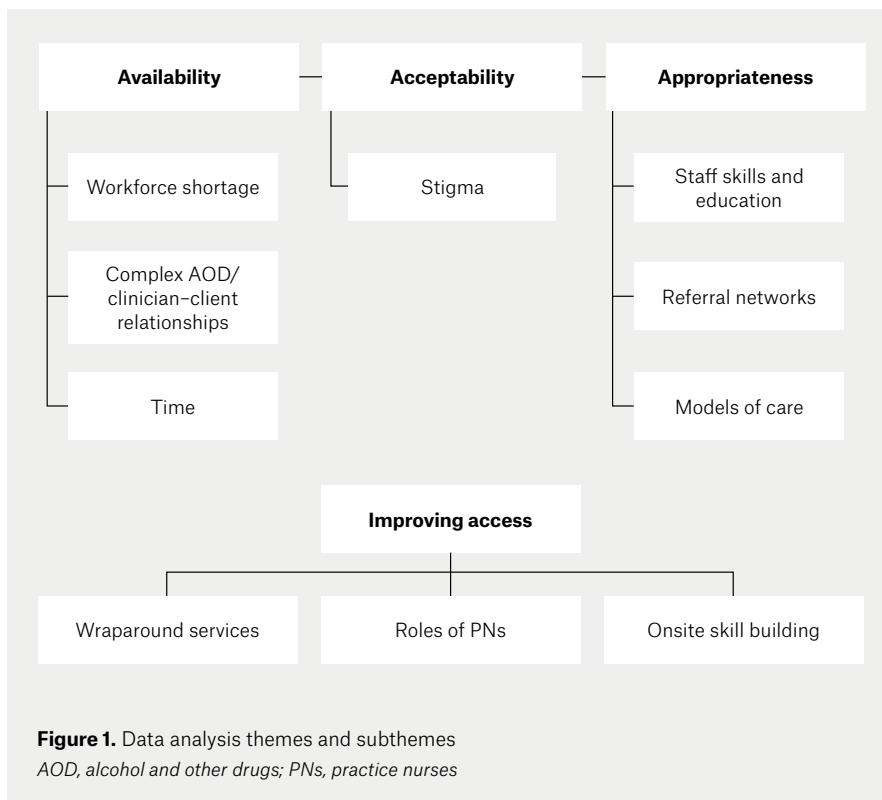 Availability
Acceptability
Appropriateness
Workforce shortage
Stigma
Staff skills and
education
Complex AOD/
clinician–client
relationships
Referral networks
Time
Models of care
Improving access
Wraparound services
Roles of PNs
Onsite skill building
Figure 1. Data analysis themes and subthemes
AOD, alcohol and other drugs; PNs, practice nurses